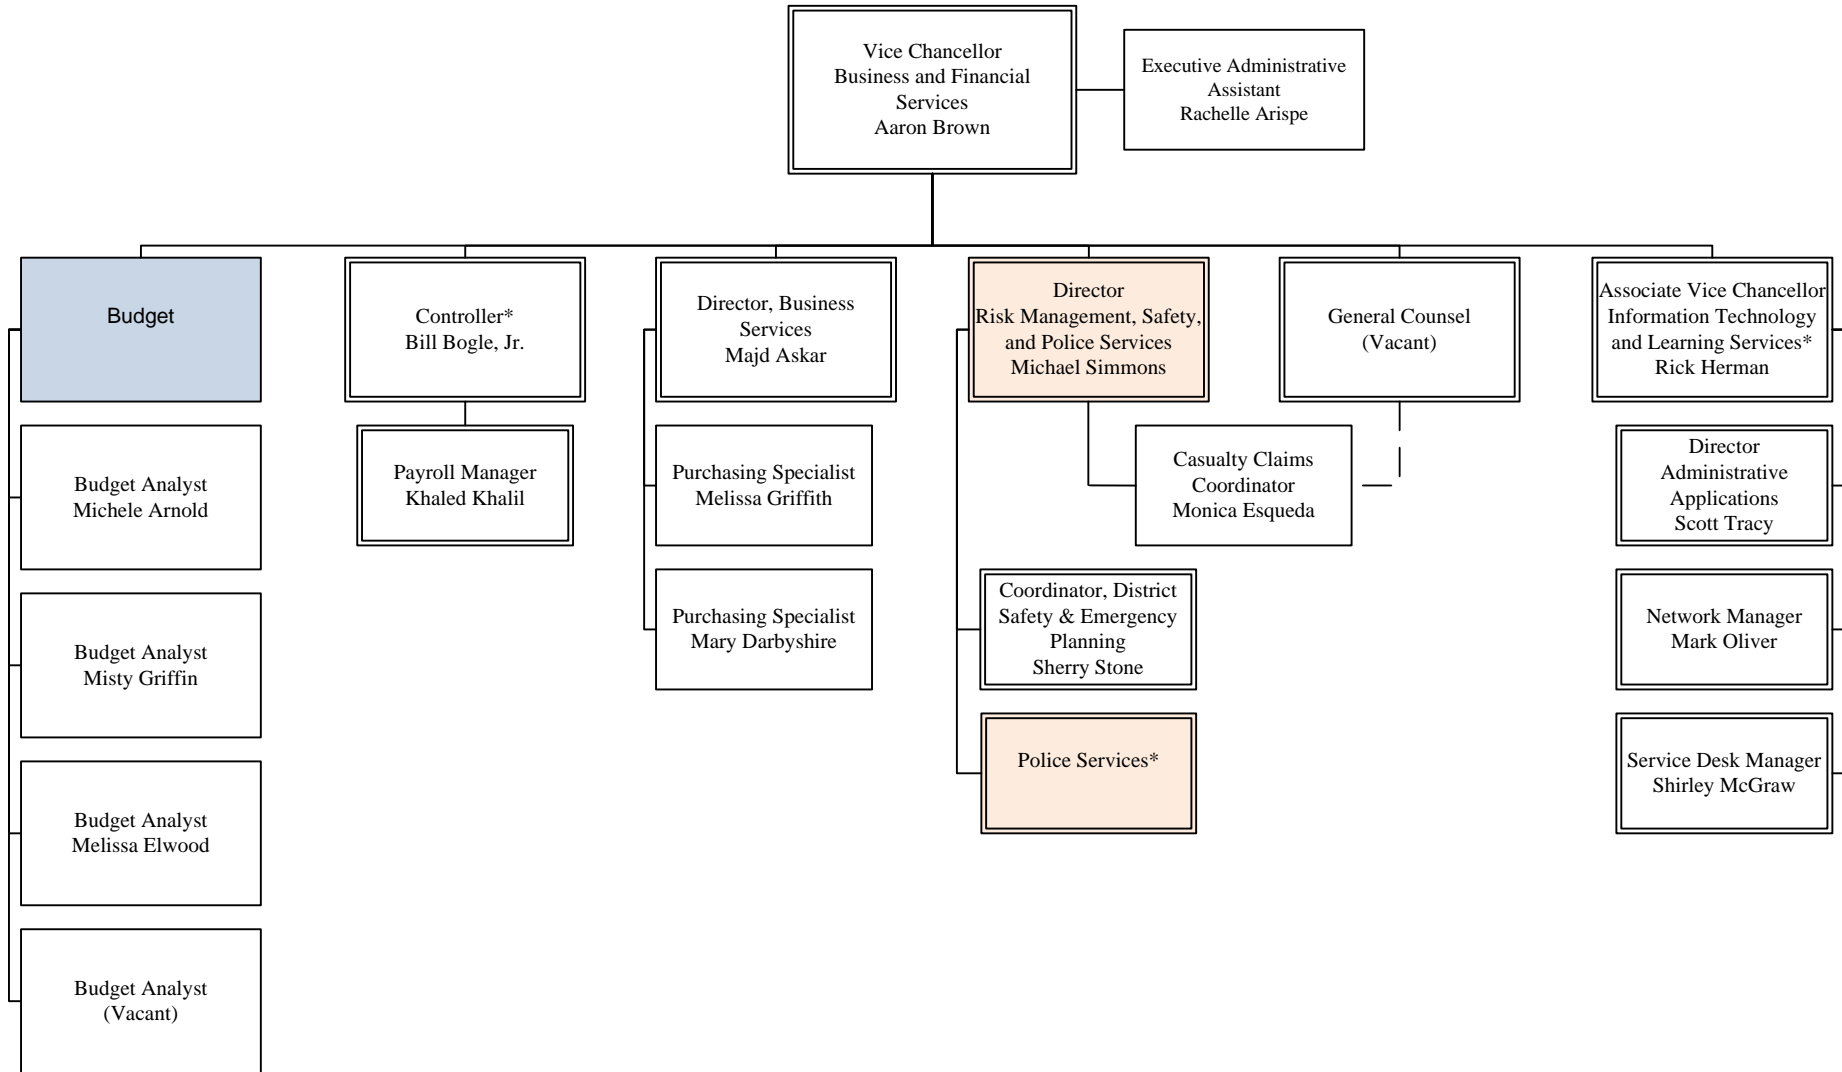 Vice Chancellor
Business and Financial
Services
Aaron Brown
Executive Administrative
Assistant
Rachelle Arispe
Budget
Controller*
Bill Bogle, Jr.
Director, Business
Services
Majd Askar
Director
Risk Management, Safety,
and Police Services
Michael Simmons
General Counsel
(Vacant)
Associate Vice Chancellor
Information Technology
and Learning Services*
Rick Herman
Budget Analyst
Michele Arnold
Payroll Manager
Khaled Khalil
Purchasing Specialist
Melissa Griffith
Casualty Claims
Coordinator
Monica Esqueda
Director
Administrative
Applications
Scott Tracy
Budget Analyst
Misty Griffin
Purchasing Specialist
Mary Darbyshire
Coordinator, District
Safety & Emergency
Planning
Sherry Stone
Network Manager
Mark Oliver
Police Services*
Service Desk Manager
Shirley McGraw
Budget Analyst
Melissa Elwood
Budget Analyst
(Vacant)